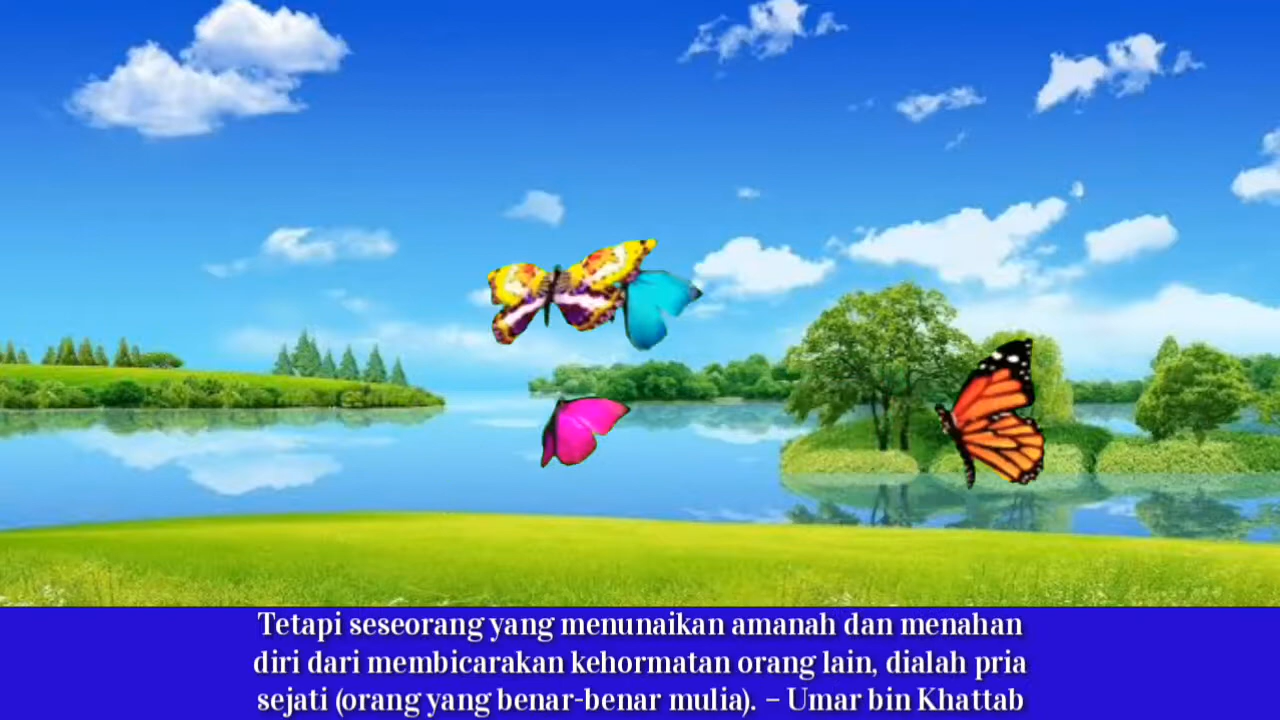 Tetapi seseorang yang menunaikan amanah dan menahan
diri dari membicarakan kehormatan orang lain, dialah pria
sejati (orang yang benar-benar mulia). – Umar bin Khattab